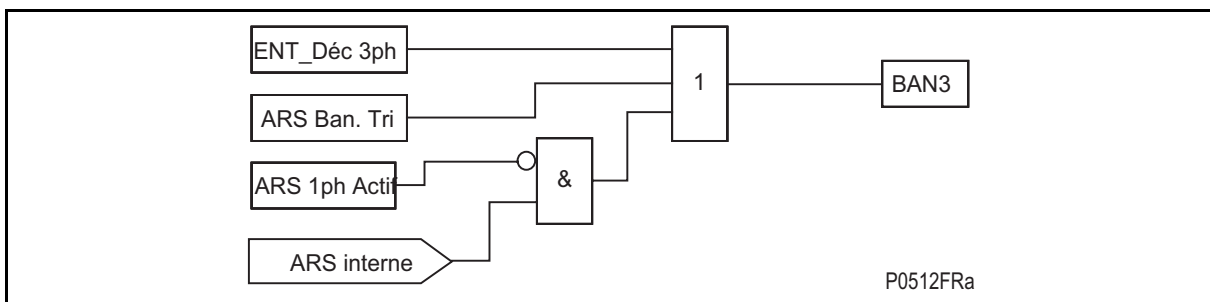 ENT_Déc 3ph
1
BAN3
ARS Ban. Tri
ARS 1ph Actif
&
ARS interne
P0512FRa